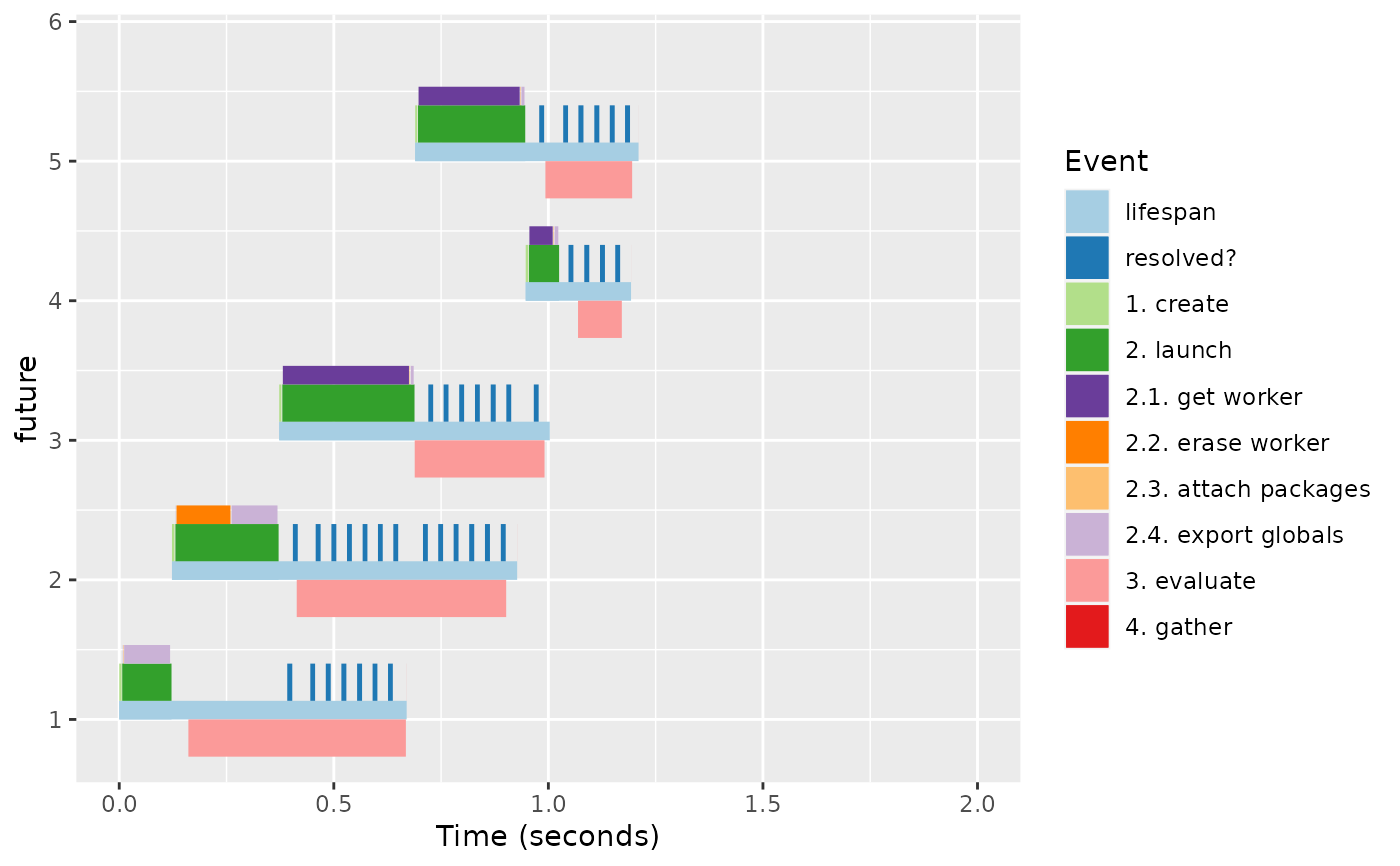 6
5
4
3
2
1
future
0.0 0.5 1.0 1.5 2.0
Time (seconds)
Event
lifespan
resolved?
1. create
2. launch
2.1. get worker
2.2. erase worker
2.3. attach packages
2.4. export globals
3. evaluate
4. gather